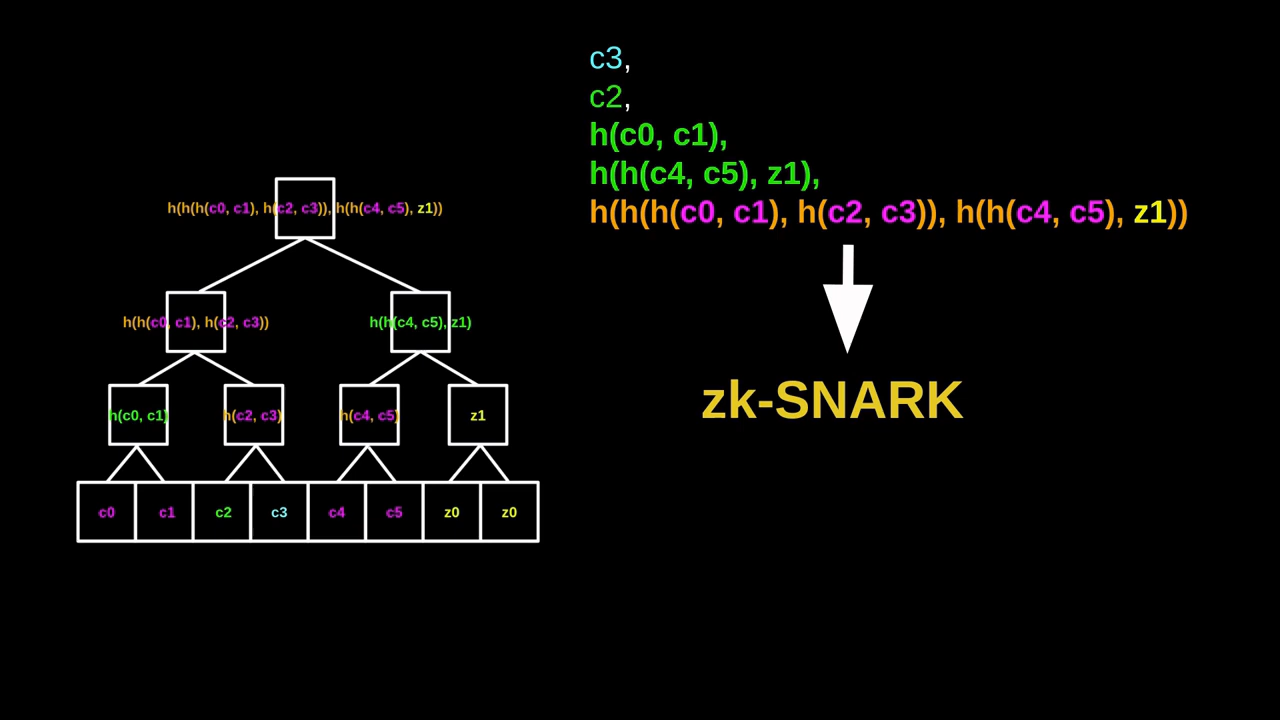 c3,
c2,
h(c0, c1),
h(h(c4, c5), z1),
h(h(h(c0, c1), h(c2, c3)), h(h(c4, c5), z1))
zk-SNARK
h(h(h(c0, c1), h(c2, c3)), h(h(c4, c5), z1))
h(h(c0, c1), h(c2, c3))
h(h(c4, c5), z1)
h(c0, c1)
h(c2, c3)
h(c4, c5)
z1
c0
c1
c2
c3
c4
c5
z0
z0